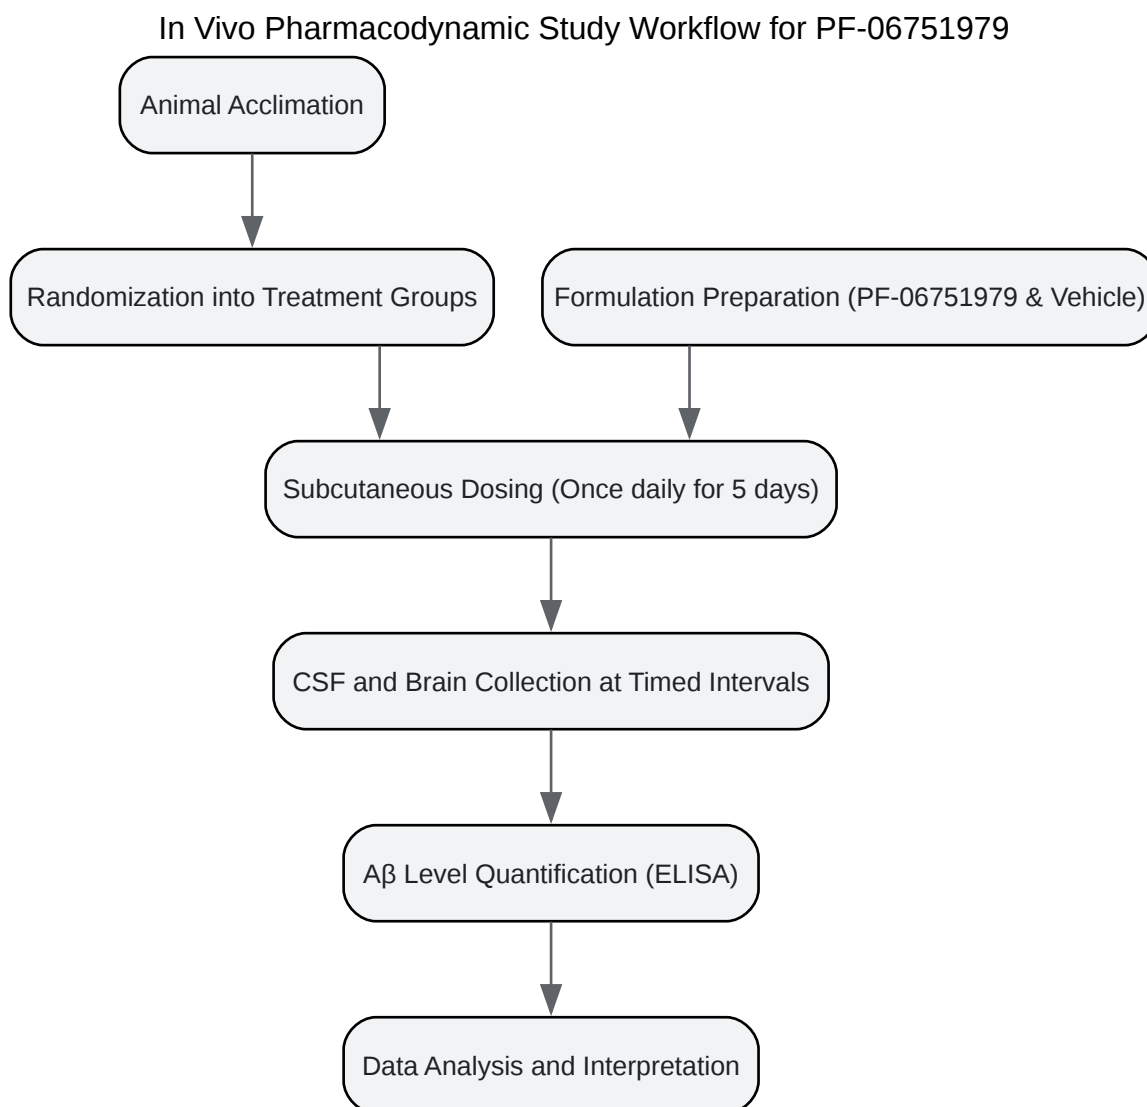 In Vivo Pharmacodynamic Study Workflow for PF-06751979
Animal Acclimation
Randomization into Treatment Groups
Formulation Preparation (PF-06751979 & Vehicle)
Subcutaneous Dosing (Once daily for 5 days)
CSF and Brain Collection at Timed Intervals
Aβ Level Quantification (ELISA)
Data Analysis and Interpretation